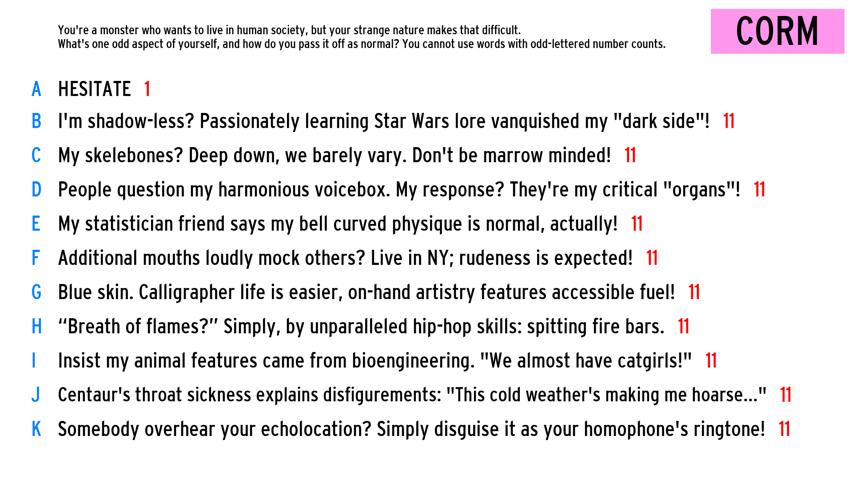 You're a monster who wants to live in human society, but your strange nature makes that difficult.
What's one odd aspect of yourself, and how do you pass it off as normal? You cannot use words with odd-lettered number counts.
CORM
A HESITATE 1
B I'm shadow-less? Passionately learning Star Wars lore vanquished my "dark side"! 11
C My skelebones? Deep down, we barely vary. Don't be marrow minded! 11
D People question my harmonious voicebox. My response? They're my critical "organs"! 11
E My statistician friend says my bell curved physique is normal, actually! 11
F Additional mouths loudly mock others? Live in NY; rudeness is expected! 11
G Blue skin. Calligrapher life is easier, on-hand artistry features accessible fuel! 11
H “Breath of flames?” Simply, by unparalleled hip-hop skills: spitting fire bars. 11
I Insist my animal features came from bioengineering. "We almost have catgirls!" 11
J Centaur's throat sickness explains disfigurements: "This cold weather's making me hoarse..." 11
K Somebody overhear your echolocation? Simply disguise it as your homophone's ringtone! 11